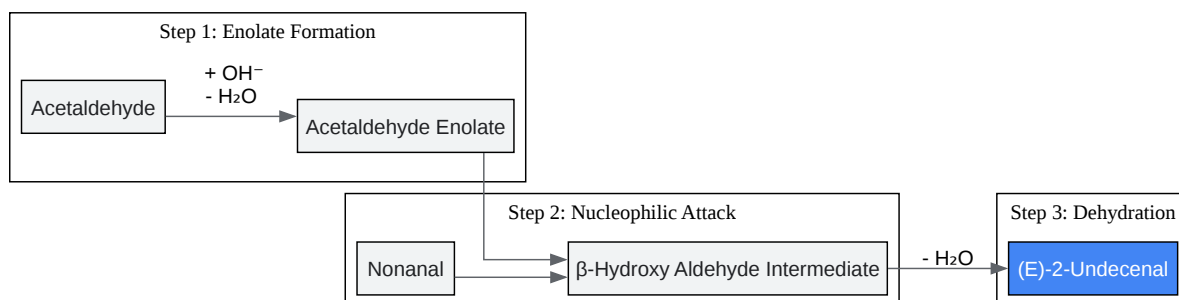 Step 1: Enolate Formation
+ OH⁻
- H₂O
Acetaldehyde
Acetaldehyde Enolate
Step 2: Nucleophilic Attack
Step 3: Dehydration
Nonanal
β-Hydroxy Aldehyde Intermediate
- H₂O
(E)-2-Undecenal